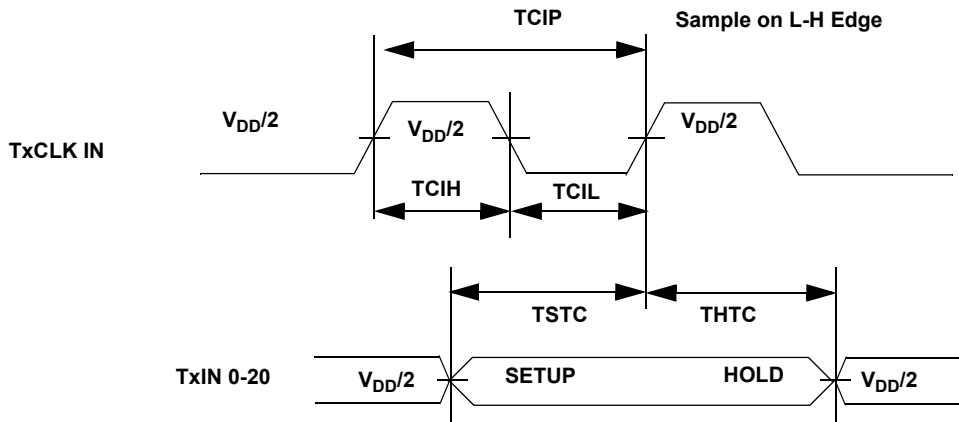 TCIP
Sample on L-H Edge
V_DD/2
V_DD/2
V_DD/2
TxCLK IN
TCIH
TCIL
TSTC
THTC
TxIN 0-20
V_DD/2
SETUP
HOLD
V_DD/2